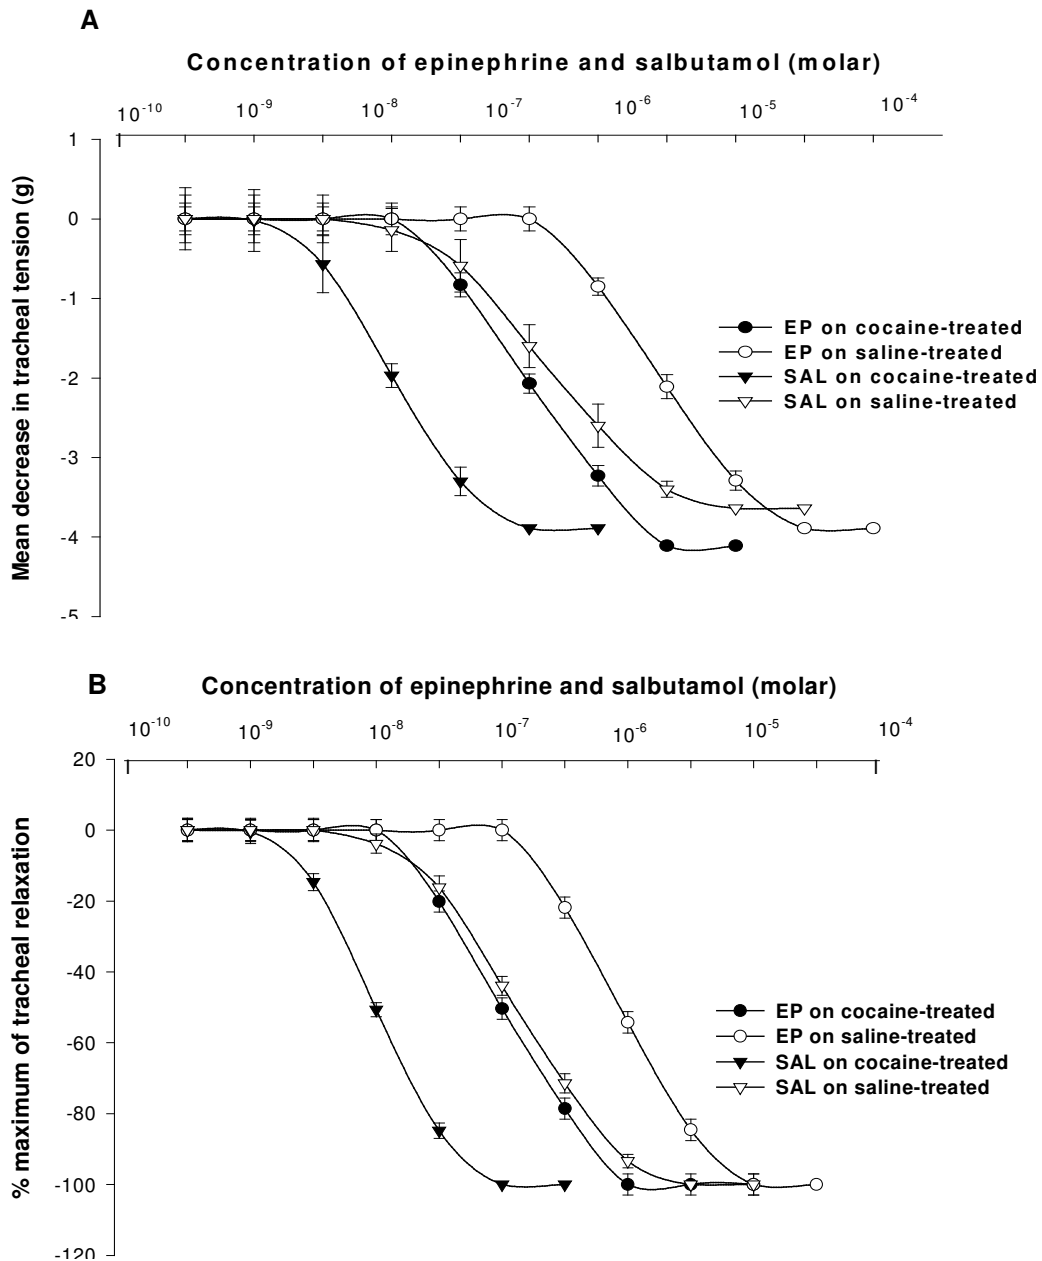 A
Concentration of epinephrine and salbutamol (molar)
10-10 10-9 10-8 10-7 10-6 10-5 10-4
Mean decrease in tracheal tension (g)
1
0
-1
-2
-3
-4
-5
EP on cocaine-treated
EP on saline-treated
SAL on cocaine-treated
SAL on saline-treated
B
Concentration of epinephrine and salbutamol (molar)
10-10 10-9 10-8 10-7 10-6 10-5 10-4
% maximum of tracheal relaxation
20
0
-20
-40
-60
-80
-100
-120
EP on cocaine-treated
EP on saline-treated
SAL on cocaine-treated
SAL on saline-treated